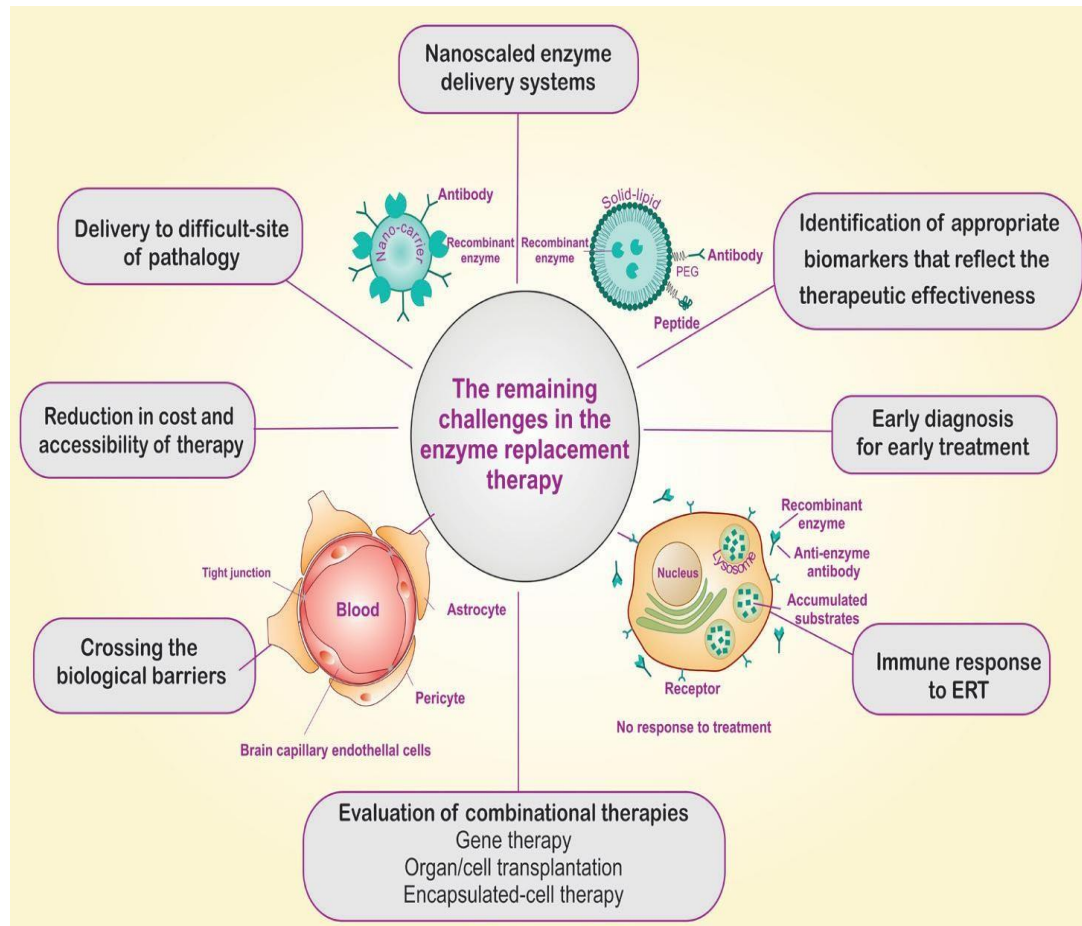 Nanoscaled enzyme
delivery systems
Antibody
Nano-carrier
Recombinant
enzyme
Recombinant
enzyme
Solid-lipid
Antibody
PEG
Peptide
Delivery to difficult-site
of pathalogy
Identification of appropriate
biomarkers that reflect the
therapeutic effectiveness
The remaining
challenges in the
enzyme replacement
therapy
Reduction in cost and
accessibility of therapy
Early diagnosis
for early treatment
Recombinant
enzyme
Anti-enzyme
antibody
Accumulated
substrates
Lysosome
Nucleus
Receptor
No response to treatment
Tight junction
Blood
Astrocyte
Pericyte
Brain capillary endothellal cells
Crossing the
biological barriers
Immune response
to ERT
Evaluation of combinational therapies
Gene therapy
Organ/cell transplantation
Encapsulated-cell therapy